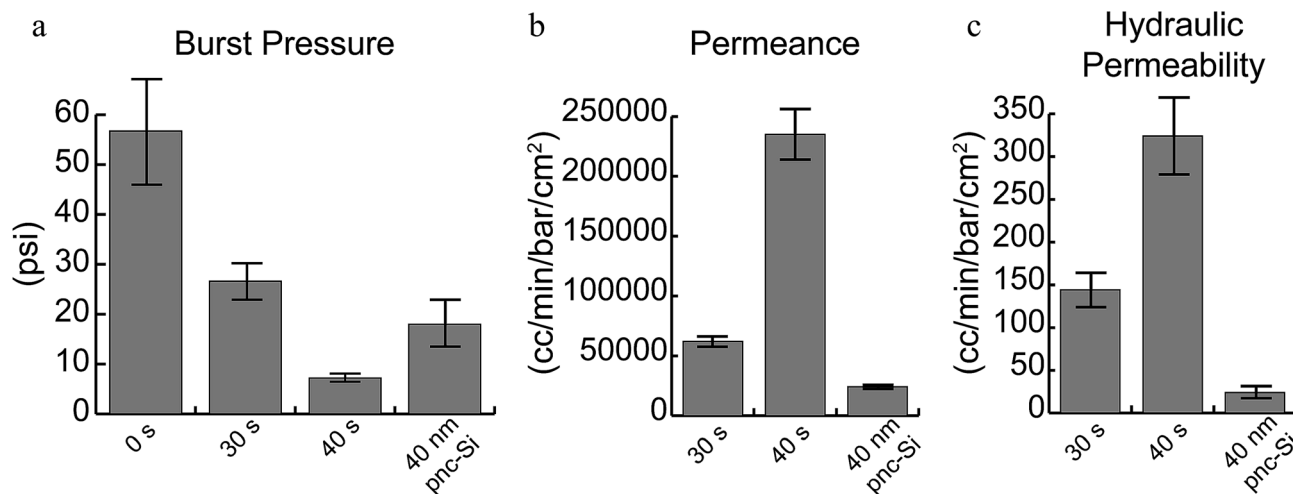 a
Burst Pressure
(psi)
60
50
40
30
20
10
0
0 s
30 s
40 s
40 nm
pnc-Si
b
Permeance
(cc/min/bar/cm²)
250000
200000
150000
100000
50000
0
30 s
40 s
40 nm
pnc-Si
c
Hydraulic
Permeability
(cc/min/bar/cm²)
350
300
250
200
150
100
50
0
30 s
40 s
40 nm
pnc-Si